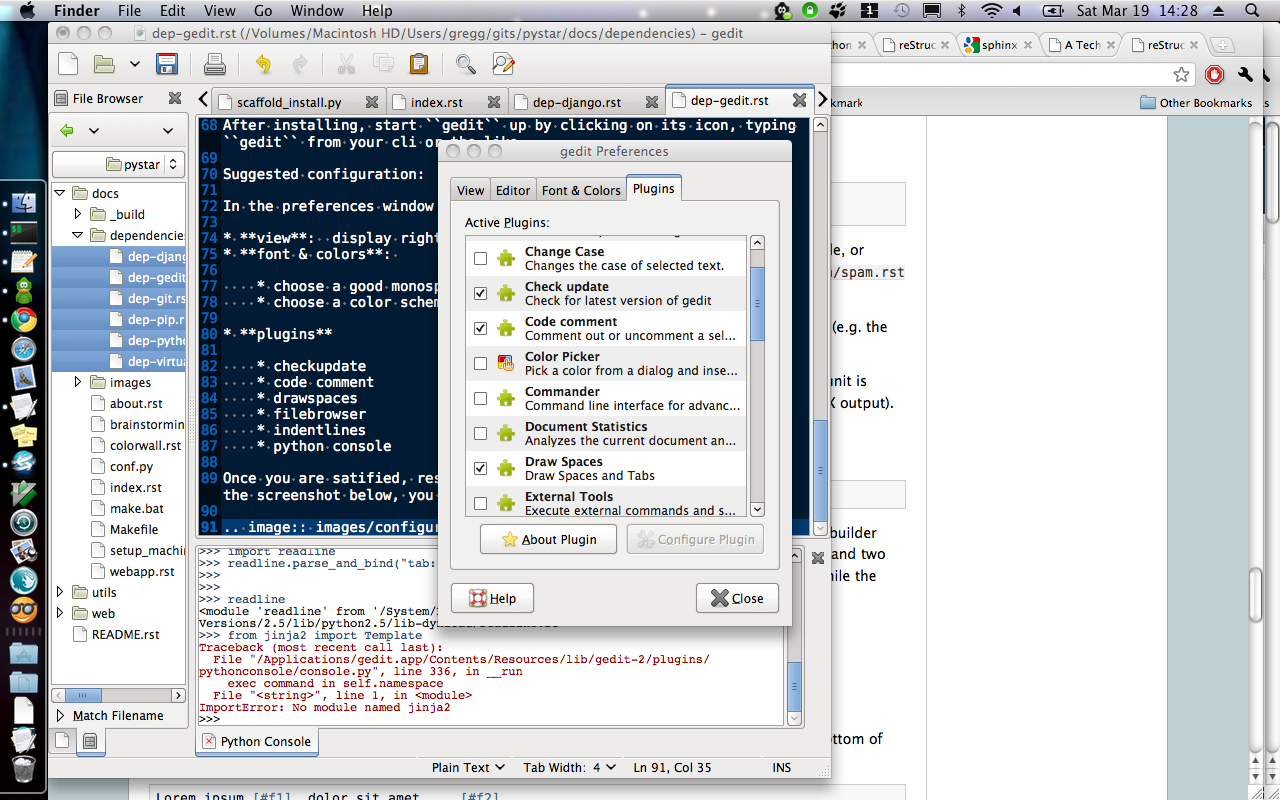 Finder File Edit View Go Window Help
Sat Mar 19 14:28
dep-gedit.rst (/Volumes/Macintosh HD/Users/gregg/gits/pystar/docs/dependencies) – gedit
File Browser
scaffold_install.py
index.rst
dep-django.rst
dep-gedit.rst
pystar
docs
_build
dependencie
dep-djang
dep-gedit
dep-git.rs
dep-pip.r
dep-pytho
dep-virtua
images
about.rst
brainstormin
colorwall.rst
conf.py
index.rst
make.bat
Makefile
setup_machi
webapp.rst
utils
web
README.rst
Match Filename
68 After installing, start ``gedit`` up by clicking on its icon, typing
``gedit`` from your cli or the like
69
70 Suggested configuration:
71
72 In the preferences window
73
74 * **view**: display right
75 * **font & colors**:
76
77 * choose a good monosp
78 * choose a color schem
79
80 * **plugins**
81
82 * checkupdate
83 * code comment
84 * drawspaces
85 * filebrowser
86 * indentlines
87 * python console
88
89 Once you are satified, res
the screenshot below, you
90
91 .. image:: images/configur
>>> import readline
>>> readline.parse_and_bind("tab:
>>>
>>>
>>> readline
<module 'readline' from '/System/
Versions/2.5/lib/python2.5/lib-dynload/
>>> from jinja2 import Template
Traceback (most recent call last):
File "/Applications/gedit.app/Contents/Resources/lib/gedit-2/plugins/
pythonconsole/console.py", line 336, in __run
exec command in self.namespace
File "<string>", line 1, in <module>
ImportError: No module named jinja2
>>>
Python Console
Plain Text
Tab Width: 4
Ln 91, Col 35
INS
gedit Preferences
View
Editor
Font & Colors
Plugins
Active Plugins:
Change Case
Changes the case of selected text.
Check update
Check for latest version of gedit
Code comment
Comment out or uncomment a sel...
Color Picker
Pick a color from a dialog and inse...
Commander
Command line interface for advanc...
Document Statistics
Analyzes the current document an...
Draw Spaces
Draw Spaces and Tabs
External Tools
Execute external commands and s...
About Plugin
Configure Plugin
Help
Close
hon
reStruc
sphinx
A Tech
reStruc
kmark
Other Bookmarks
le, or
n/spam.rst
(e.g. the
unit is
X output).
builder
and two
hile the
ttom of
Lorem ipsum [#f1]_ dolor sit amet ... [#f2]_